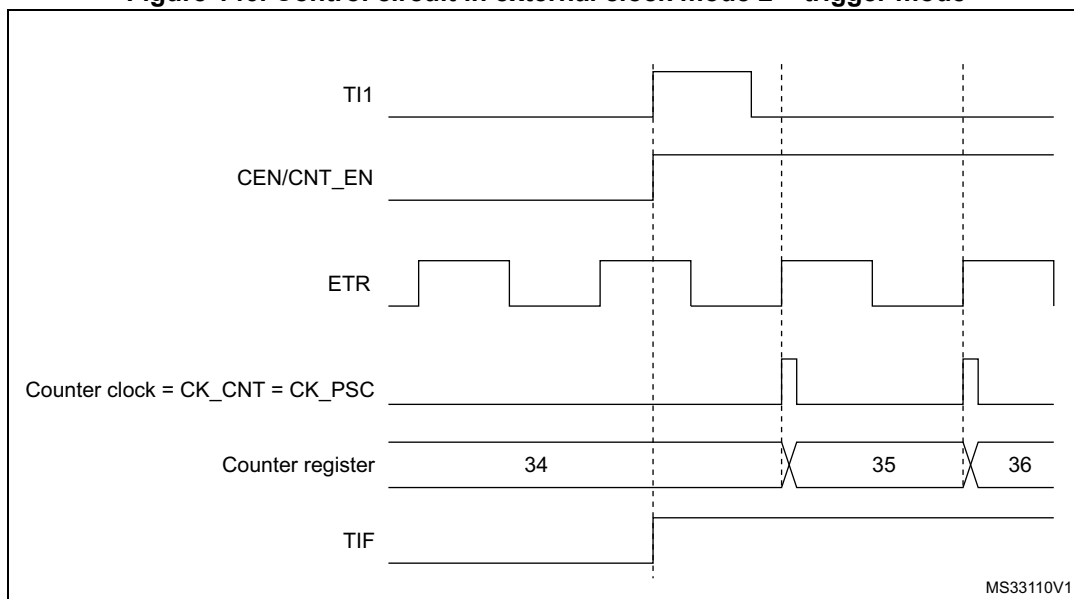 Figure Control circuit in external clock mode 2 + trigger mode
TI1
CEN/CNT_EN
ETR
Counter clock = CK_CNT = CK_PSC
Counter register 34 35 36
TIF
MS33110V1